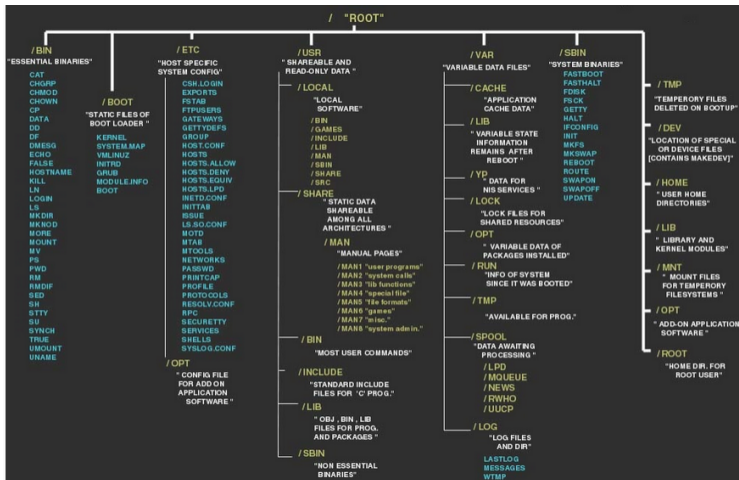 / "ROOT"
/BIN
"ESSENTIAL BINARIES"
CAT
CHGRP
CHMOD
CHOWN
CP
DATA
DD
DF
DMESG
ECHO
FALSE
HOSTNAME
KILL
LN
LOGIN
LS
MKDIR
MKNOD
MORE
MOUNT
MV
PS
PWD
RM
RMDIF
SED
SH
STTY
SU
SYNCH
TRUE
UMOUNT
UNAME
/BOOT
"STATIC FILES OF
BOOT LOADER "
KERNEL
SYSTEM.MAP
VMLINUZ
INITRD
GRUB
MODULE.INFO
BOOT
/ETC
"HOST SPECIFIC
SYSTEM CONFIG"
CSH.LOGIN
EXPORTS
FSTAB
FTPUSERS
GATEWAYS
GETTYDEFS
GROUP
HOST.CONF
HOSTS
HOSTS.ALLOW
HOSTS.DENY
HOSTS.EQUIV
HOSTS.LPD
INETD.CONF
INITTAB
ISSUE
LS.SO.CONF
MOTD
MTAB
MTOOLS
NETWORKS
PASSWD
PRINTCAP
PROFILE
PROTOCOLS
RESOLV.CONF
RPC
SECURETTY
SERVICES
SHELLS
SYSLOG.CONF
/OPT
"CONFIG FILE
FOR ADD ON
APPLICATION
SOFTWARE "
/USR
"SHAREABLE AND
READ-ONLY DATA "
/LOCAL
"LOCAL
SOFTWARE"
/BIN
/GAMES
/INCLUDE
/LIB
/MAN
/SBIN
/SHARE
/SRC
/SHARE
"STATIC DATA
SHAREABLE
AMONG ALL
ARCHITECTURES "
/MAN
"MANUAL PAGES"
/MAN1 "user programs"
/MAN2 "system calls"
/MAN3 "lib functions"
/MAN4 "special file"
/MAN5 "file formats"
/MAN6 "games"
/MAN7 "misc."
/MAN8 "system admin."
/BIN
"MOST USER COMMANDS"
/INCLUDE
"STANDARD INCLUDE
FILES FOR 'C' PROG.
/LIB
" OBJ , BIN , LIB
FILES FOR PROG.
AND PACKAGES "
/SBIN
"NON ESSENTIAL
BINARIES"
/VAR
"VARIABLE DATA FILES"
/CACHE
"APPLICATION
CACHE DATA"
/LIB
" VARIABLE STATE
INFORMATION
REMAINS AFTER
REBOOT "
/YP
" DATA FOR
NIS SERVICES "
/LOCK
"LOCK FILES FOR
SHARED RESOURCES"
/OPT
" VARIABLE DATA OF
PACKAGES INSTALLED"
/RUN
"INFO OF SYSTEM
SINCE IT WAS BOOTED"
/TMP
"AVAILABLE FOR PROG.
/SPOOL
"DATA AWAITING
PROCESSING "
/LPD
/MQUEUE
/NEWS
/RWHO
/UUCP
/LOG
"LOG FILES
AND DIR"
LASTLOG
MESSAGES
WTMP
/SBIN
"SYSTEM BINARIES"
FASTBOOT
FASTHALT
FDISK
FSCK
GETTY
HALT
IFCONFIG
INIT
MKFS
MKSWAP
REBOOT
ROUTE
SWAPON
SWAPOFF
UPDATE
/TMP
"TEMPERORY FILES
DELETED ON BOOTUP"
/DEV
"LOCATION OF SPECIAL
OR DEVICE FILES
[CONTAINS MAKEDEV]"
/HOME
"USER HOME
DIRECTORIES"
/LIB
" LIBRARY AND
KERNEL MODULES"
/MNT
" MOUNT FILES
FOR TEMPERORY
FILESYSTEMS "
/OPT
"ADD-ON APPLICATION
SOFTWARE "
/ROOT
"HOME DIR. FOR
ROOT USER"